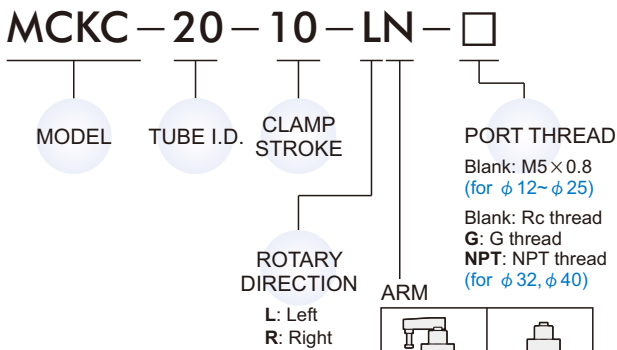 MCKC－20－10－LN－□
MODEL
TUBE I.D.
CLAMP
STROKE
PORT THREAD
Blank: M5×0.8
(for φ12~φ25)
Blank: Rc thread
G: G thread
NPT: NPT thread
(for φ32, φ40)
ROTARY
DIRECTION
L: Left
R: Right
ARM